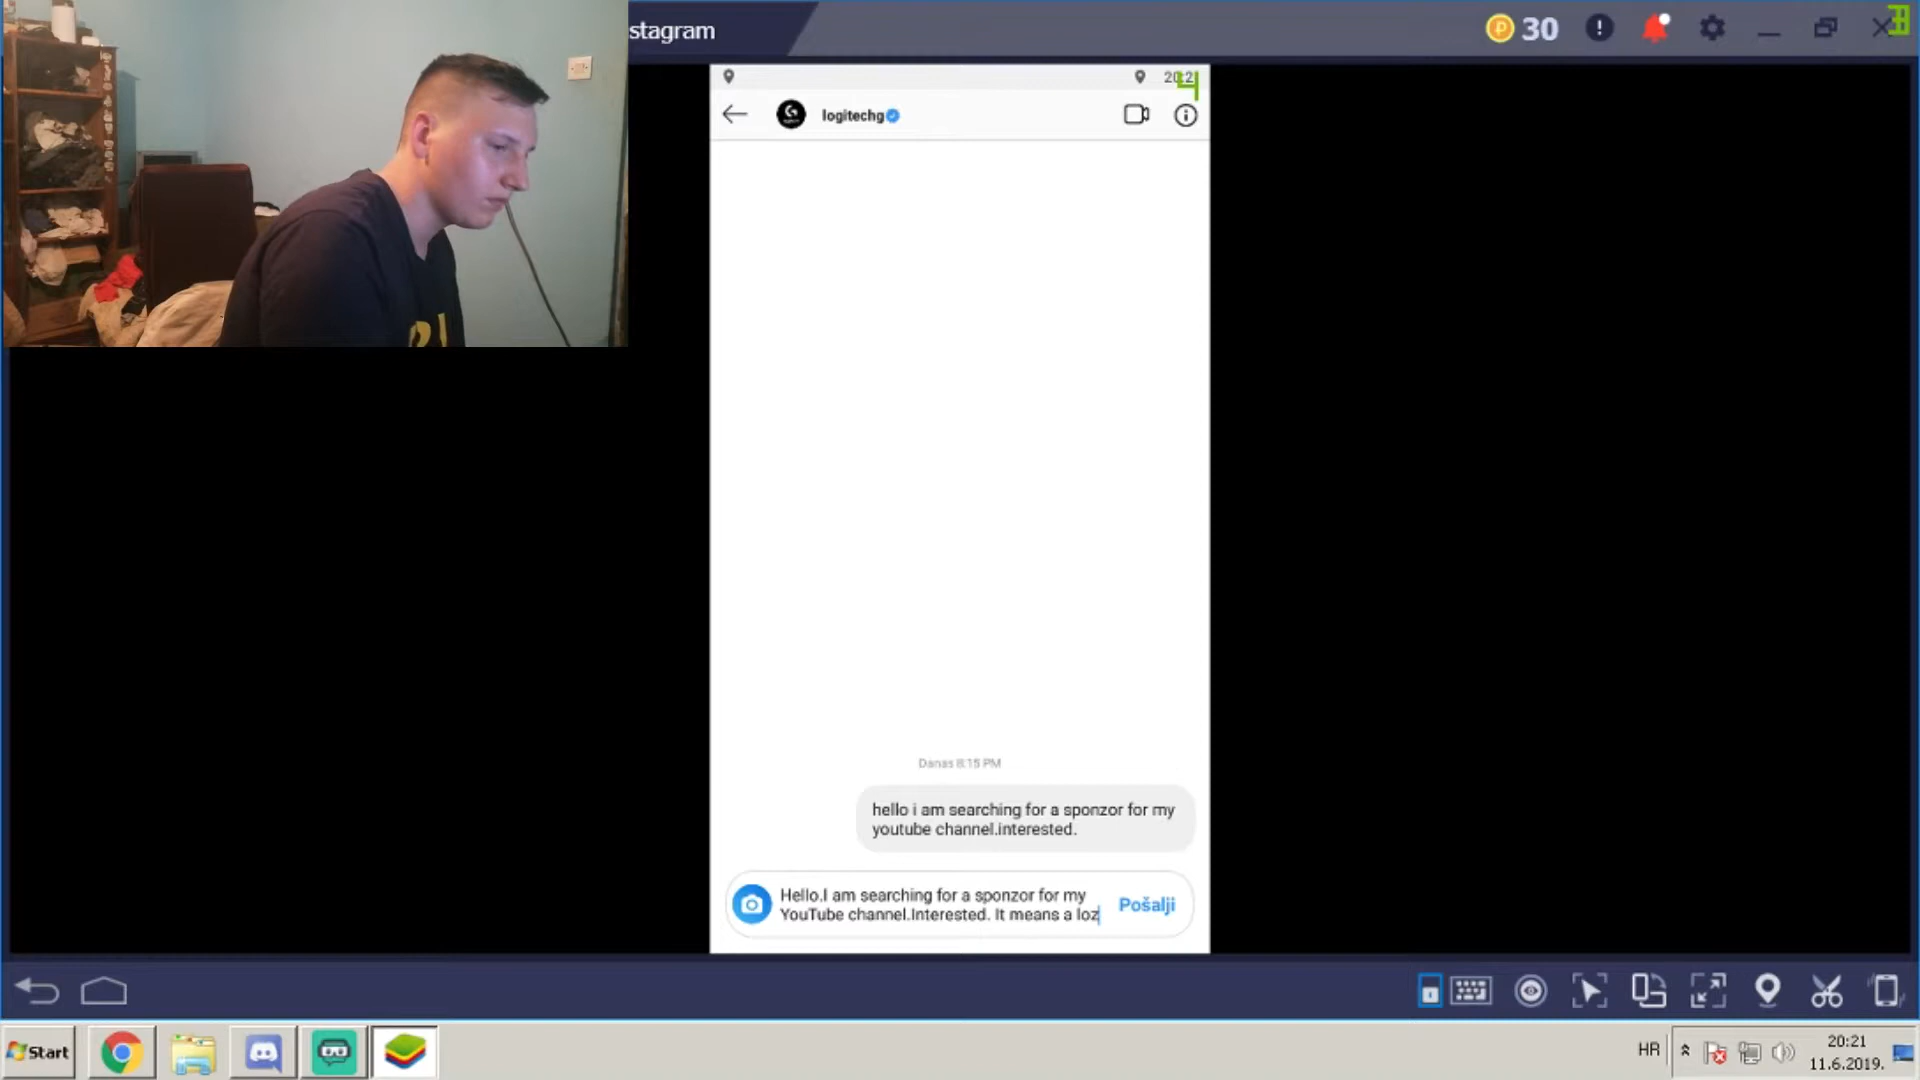 stagram
30
20:2
logitechg
Danas 8:15 PM
hello i am searching for a sponzor for my
youtube channel.interested.
Hello.I am searching for a sponzor for my
YouTube channel.Interested. It means a loz
Pošalji
Start
HR
20:21
11.6.2019.